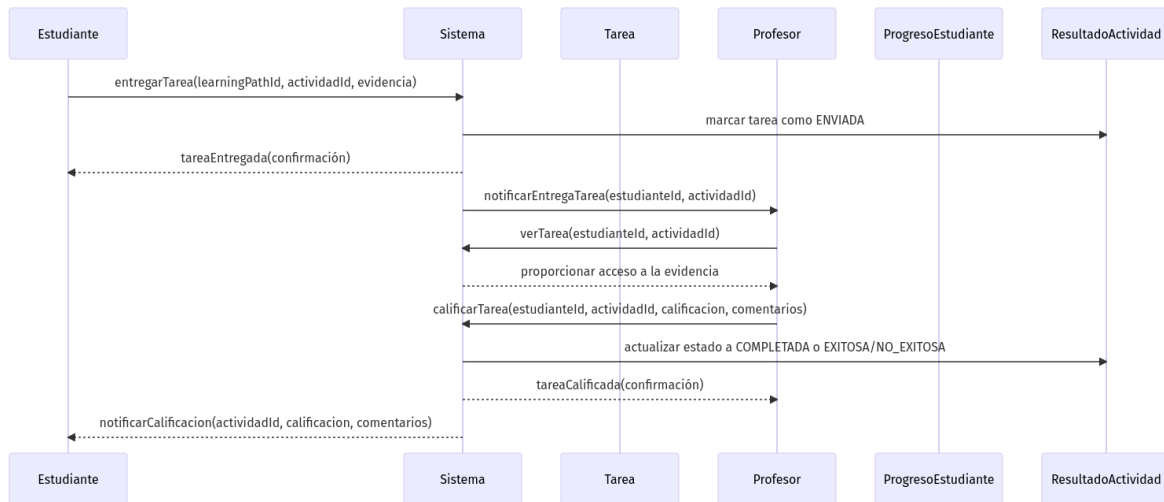 Estudiante
Sistema
Tarea
Profesor
ProgresoEstudiante
ResultadoActividad
entregarTarea(learningPathId, actividadId, evidencia)
marcar tarea como ENVIADA
tareaEntregada(confirmación)
notificarEntregaTarea(estudianteId, actividadId)
verTarea(estudianteId, actividadId)
proporcionar acceso a la evidencia
calificarTarea(estudianteId, actividadId, calificacion, comentarios)
actualizar estado a COMPLETADA o EXITOSA/NO_EXITOSA
tareaCalificada(confirmación)
notificarCalificacion(actividadId, calificacion, comentarios)
Estudiante
Sistema
Tarea
Profesor
ProgresoEstudiante
ResultadoActividad